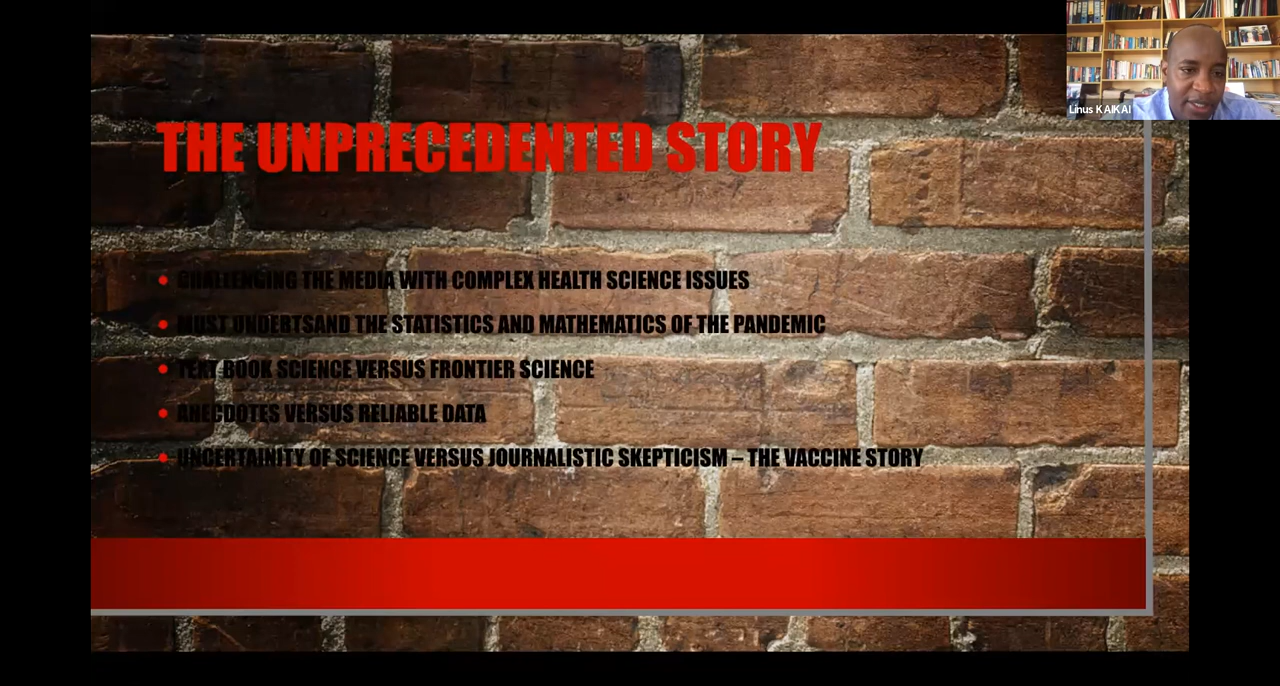 Linus KAIKAI
THE UNPRECEDENTED STORY
CHALLENGING THE MEDIA WITH COMPLEX HEALTH SCIENCE ISSUES
MUST UNDERTSAND THE STATISTICS AND MATHEMATICS OF THE PANDEMIC
TEXT BOOK SCIENCE VERSUS FRONTIER SCIENCE
ANECDOTES VERSUS RELIABLE DATA
UNCERTAINITY OF SCIENCE VERSUS JOURNALISTIC SKEPTICISM – THE VACCINE STORY